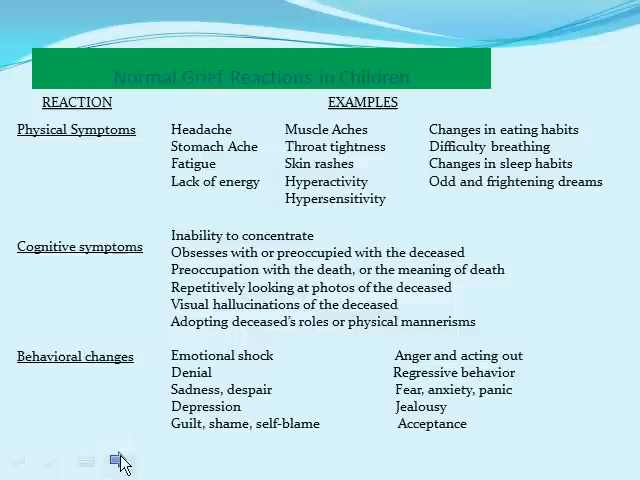 Normal Grief Reactions in Children
REACTION EXAMPLES
Physical Symptoms Headache Muscle Aches Changes in eating habits
Stomach Ache Throat tightness Difficulty breathing
Fatigue Skin rashes Changes in sleep habits
Lack of energy Hyperactivity Odd and frightening dreams
Hypersensitivity
Inability to concentrate
Cognitive symptoms Obsesses with or preoccupied with the deceased
Preoccupation with the death, or the meaning of death
Repetitively looking at photos of the deceased
Visual hallucinations of the deceased
Adopting deceased's roles or physical mannerisms
Behavioral changes Emotional shock Anger and acting out
Denial Regressive behavior
Sadness, despair Fear, anxiety, panic
Depression Jealousy
Guilt, shame, self-blame Acceptance